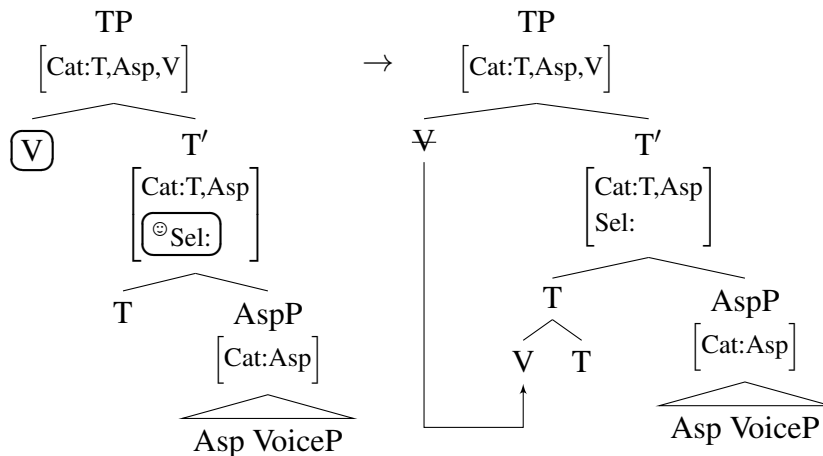 TP → TP
[Cat:T,Asp,V] [Cat:T,Asp,V]
V T′ V T′
[Cat:T,Asp [Cat:T,Asp
☺Sel:] Sel:]
T AspP T AspP
[Cat:Asp] V T [Cat:Asp]
Asp VoiceP Asp VoiceP